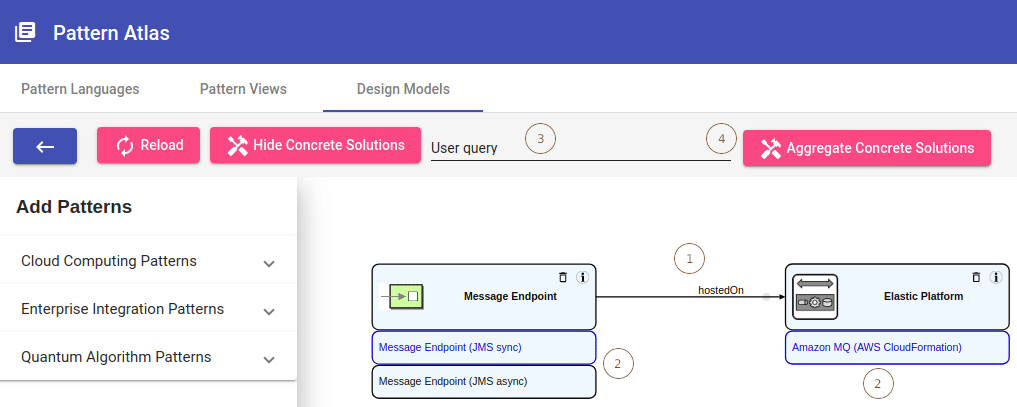 Pattern Atlas
Pattern Languages Pattern Views Design Models
Reload Hide Concrete Solutions User query 3 4 Aggregate Concrete Solutions
Add Patterns
Cloud Computing Patterns
Enterprise Integration Patterns
Quantum Algorithm Patterns
1
hostedOn
Message Endpoint
Message Endpoint (JMS sync)
Message Endpoint (JMS async)
2
Elastic Platform
Amazon MQ (AWS CloudFormation)
2